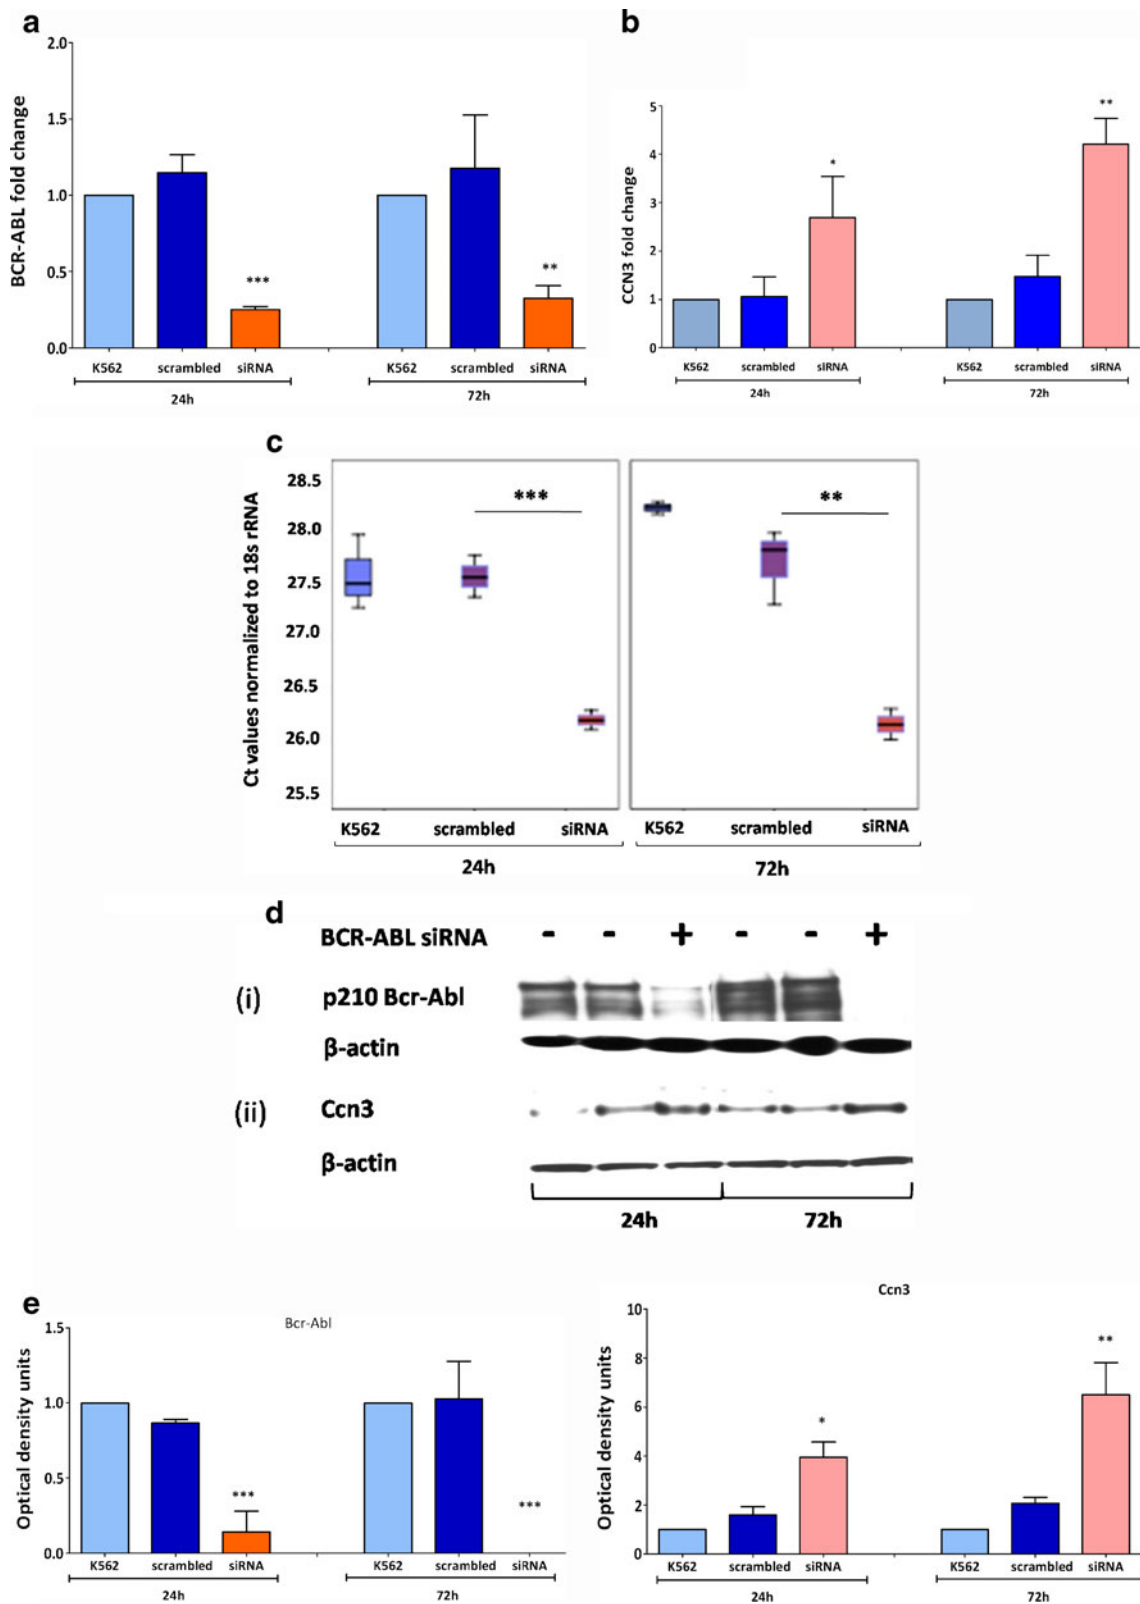 a
BCR-ABL fold change
2.0
1.5
1.0
0.5
0.0
***
**
K562 scrambled siRNA K562 scrambled siRNA
24h 72h
b
CCN3 fold change
5
4
3
2
1
0
*
**
K562 scrambled siRNA K562 scrambled siRNA
24h 72h
c
Ct values normalized to 18s rRNA
28.5
28.0
27.5
27.0
26.5
26.0
25.5
***
**
K562 scrambled siRNA K562 scrambled siRNA
24h 72h
d
BCR-ABL siRNA - - + - - +
(i) p210 Bcr-Abl
β-actin
(ii) Ccn3
β-actin
24h 72h
e
Bcr-Abl
Optical density units
1.5
1.0
0.5
0.0
***
***
K562 scrambled siRNA K562 scrambled siRNA
24h 72h
Ccn3
Optical density units
10
8
6
4
2
0
*
**
K562 scrambled siRNA K562 scrambled siRNA
24h 72h